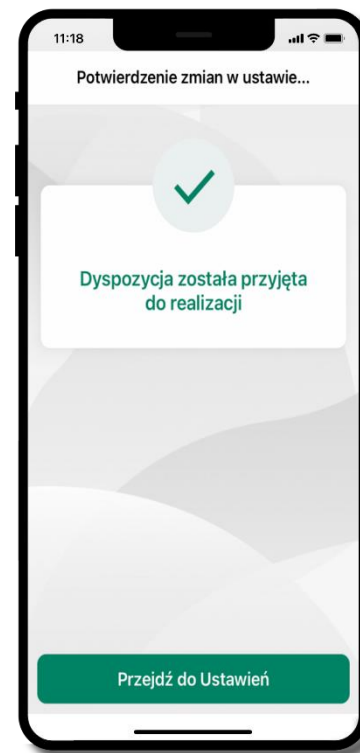 11:18
Potwierdzenie zmian w ustawie...
Dyspozycja została przyjęta
do realizacji
Przejdź do Ustawień